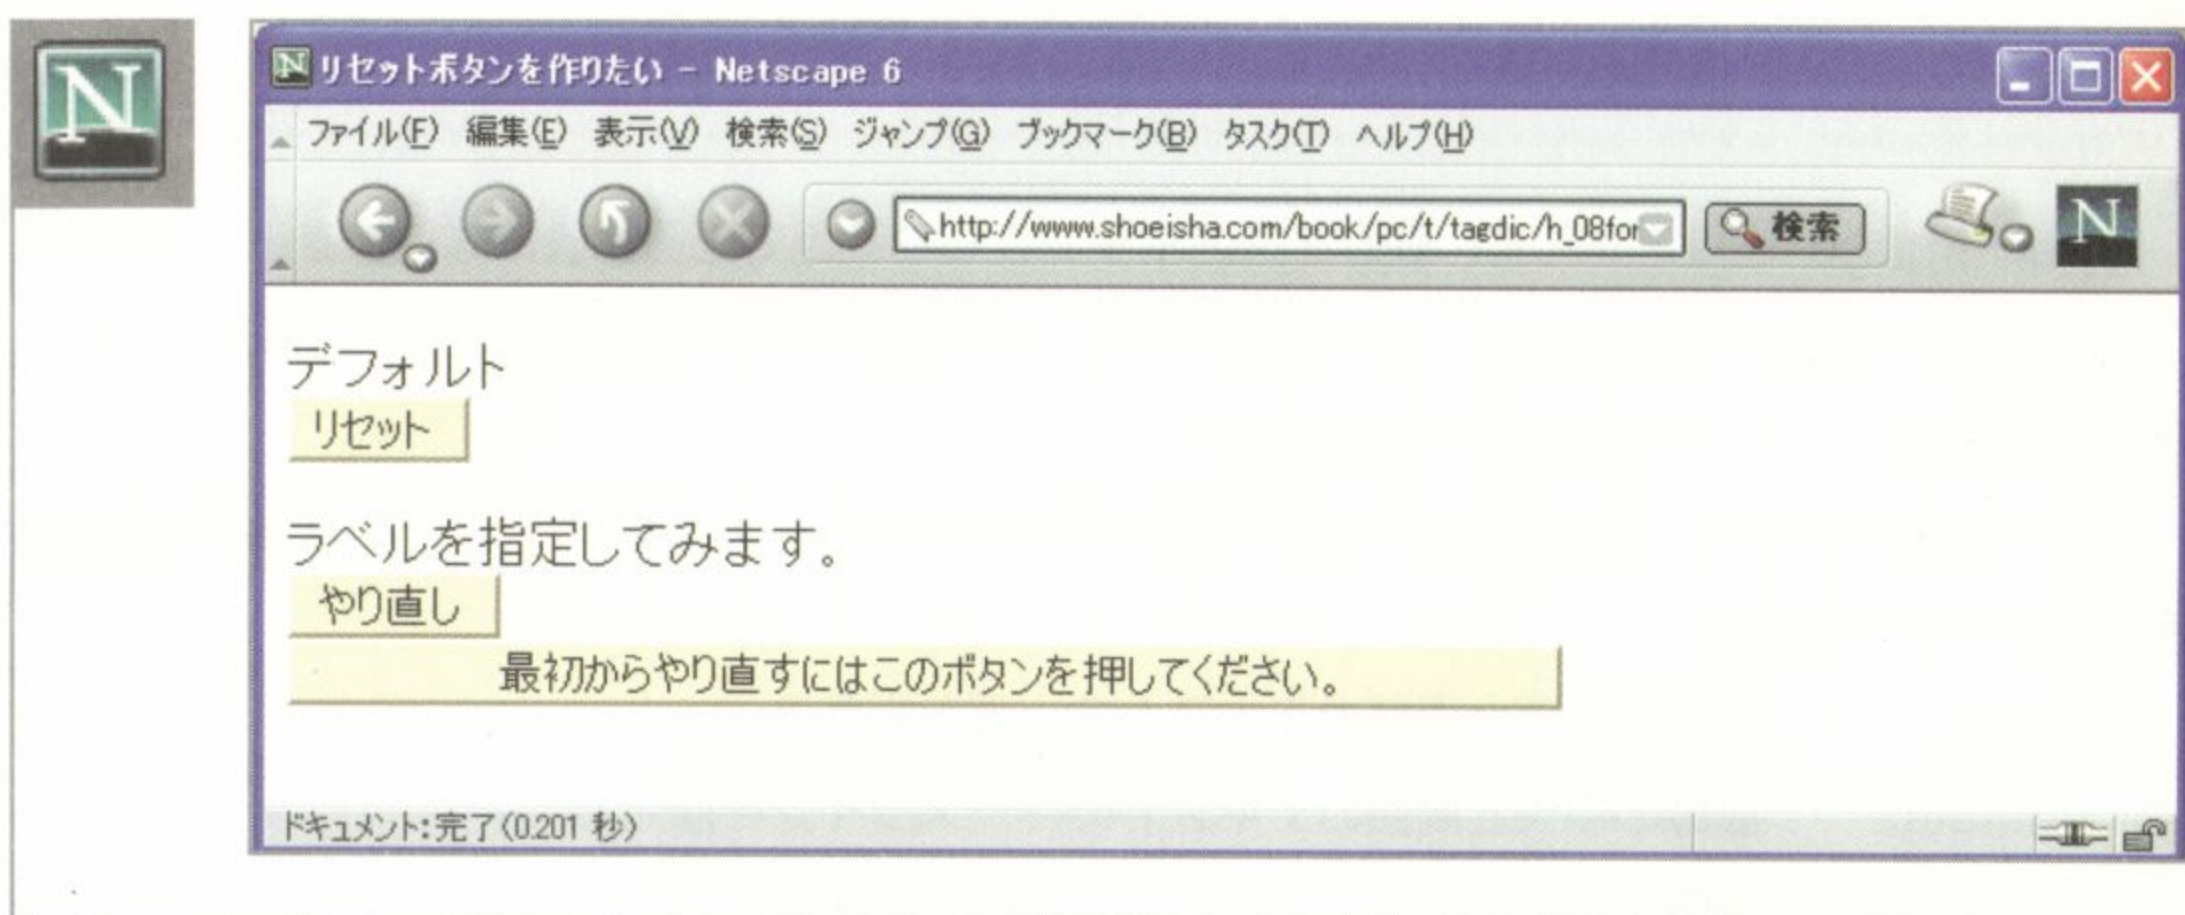 N
リセットボタンを作りたい - Netscape 6
ファイル(F) 編集(E) 表示(V) 検索(S) ジャンプ(G) ブックマーク(B) タスク(T) ヘルプ(H)
http://www.shoeisha.com/book/pc/t/tagdic/h_08for 検索 N
デフォルト
リセット
ラベルを指定してみます。
やり直し
最初からやり直すにはこのボタンを押してください。
ドキュメント:完了(0.201 秒)